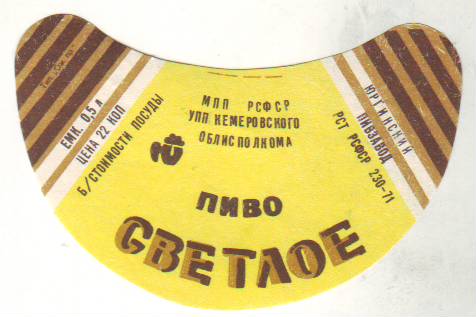 ЕМК. 0,5 л
ЦЕНА 22 КОП
Б/СТОИМОСТИ ПОСУДЫ
МПП РСФСР
УПП КЕМЕРОВСКОГО
ОБЛИСПОЛКОМА
ЮРГИНСКИЙ
ПИВЗАВОД
РСТ РСФСР 230-71
ПИВО
СВЕТЛОЕ